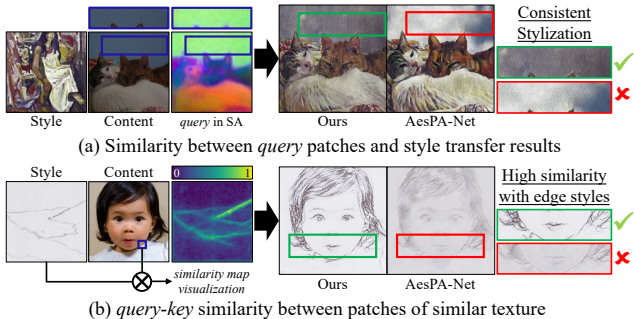 Style
Content
query in SA
Ours
AesPA-Net
Consistent
Stylization
(a) Similarity between query patches and style transfer results
Style
Content
0
1
similarity map
visualization
Ours
AesPA-Net
High similarity
with edge styles
(b) query-key similarity between patches of similar texture